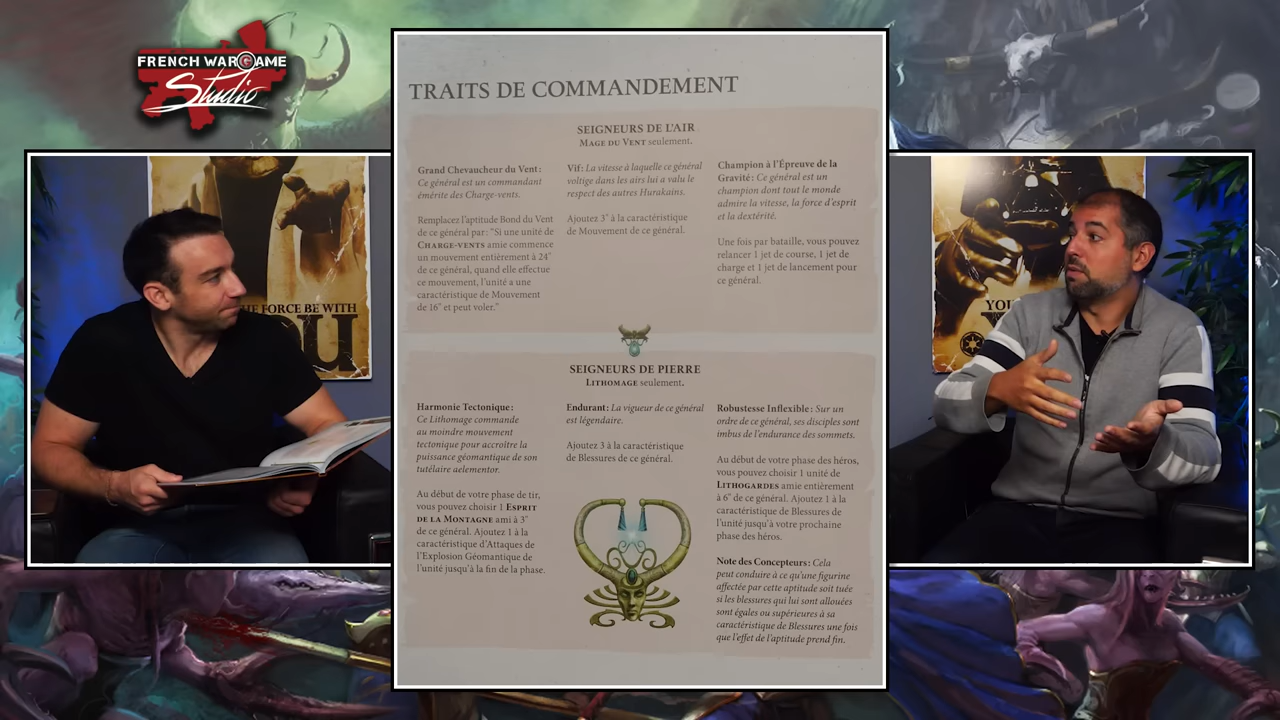 FRENCH WARGAME
Studio
THE FORCE BE WITH
YOU
YOU
TRAITS DE COMMANDEMENT
SEIGNEURS DE L'AIR
MAGE DU VENT seulement.
Grand Chevaucheur du Vent :
Ce général est un commandant
émérite des Charge-vents.
Remplacez l'aptitude Bond du Vent
de ce général par : "Si une unité de
CHARGE-VENTS amie commence
un mouvement entièrement à 24"
de ce général, quand elle effectue
ce mouvement, l'unité a une
caractéristique de Mouvement
de 16" et peut voler."
Vif : La vitesse à laquelle ce général
voltige dans les airs lui a valu le
respect des autres Hurakains.
Ajoutez 3" à la caractéristique
de Mouvement de ce général.
Champion à l'Épreuve de la
Gravité : Ce général est un
champion dont tout le monde
admire la vitesse, la force d'esprit
et la dextérité.
Une fois par bataille, vous pouvez
relancer 1 jet de course, 1 jet de
charge et 1 jet de lancement pour
ce général.
SEIGNEURS DE PIERRE
LITHOMAGE seulement.
Harmonie Tectonique :
Ce Lithomage commande
au moindre mouvement
tectonique pour accroître la
puissance géomantique de son
tutélaire aelementor.
Au début de votre phase de tir,
vous pouvez choisir 1 ESPRIT
DE LA MONTAGNE ami à 3"
de ce général. Ajoutez 1 à la
caractéristique d'Attaques de
l'Explosion Géomantique de
l'unité jusqu'à la fin de la phase.
Endurant : La vigueur de ce général
est légendaire.
Ajoutez 3 à la caractéristique
de Blessures de ce général.
Robustesse Inflexible : Sur un
ordre de ce général, ses disciples sont
imbus de l'endurance des sommets.
Au début de votre phase des héros,
vous pouvez choisir 1 unité de
LITHOGARDES amie entièrement
à 6" de ce général. Ajoutez 1 à la
caractéristique de Blessures de
l'unité jusqu'à votre prochaine
phase des héros.
Note des Concepteurs : Cela
peut conduire à ce qu'une figurine
affectée par cette aptitude soit tuée
si les blessures qui lui sont allouées
sont égales ou supérieures à sa
caractéristique de Blessures une fois
que l'effet de l'aptitude prend fin.